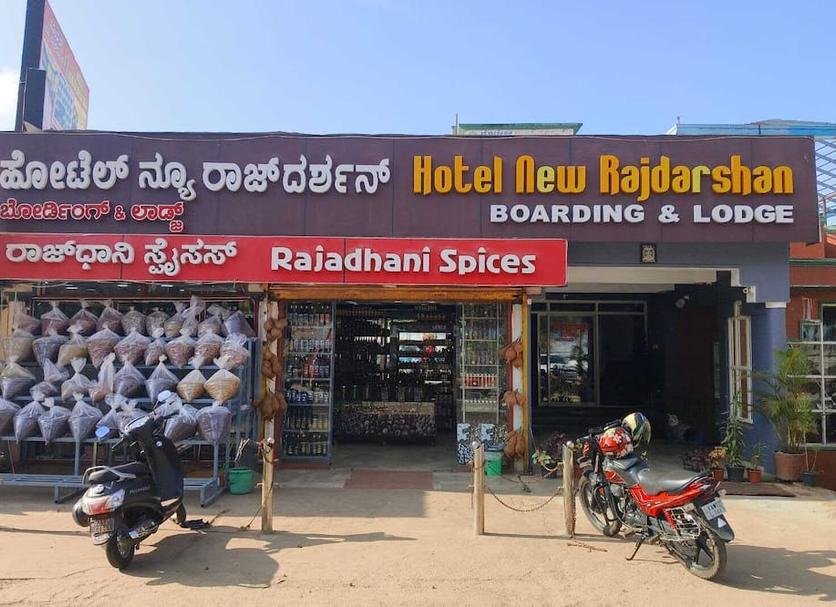 ಹೋಟೆಲ್ ನ್ಯೂ ರಾಜ್‌ದರ್ಶನ್ Hotel New Rajdarshan
ಬೋರ್ಡಿಂಗ್ & ಲಾಡ್ಜ್ BOARDING & LODGE
ರಾಜ್‌ಧಾನಿ ಸ್ಪೈಸಸ್ Rajadhani Spices